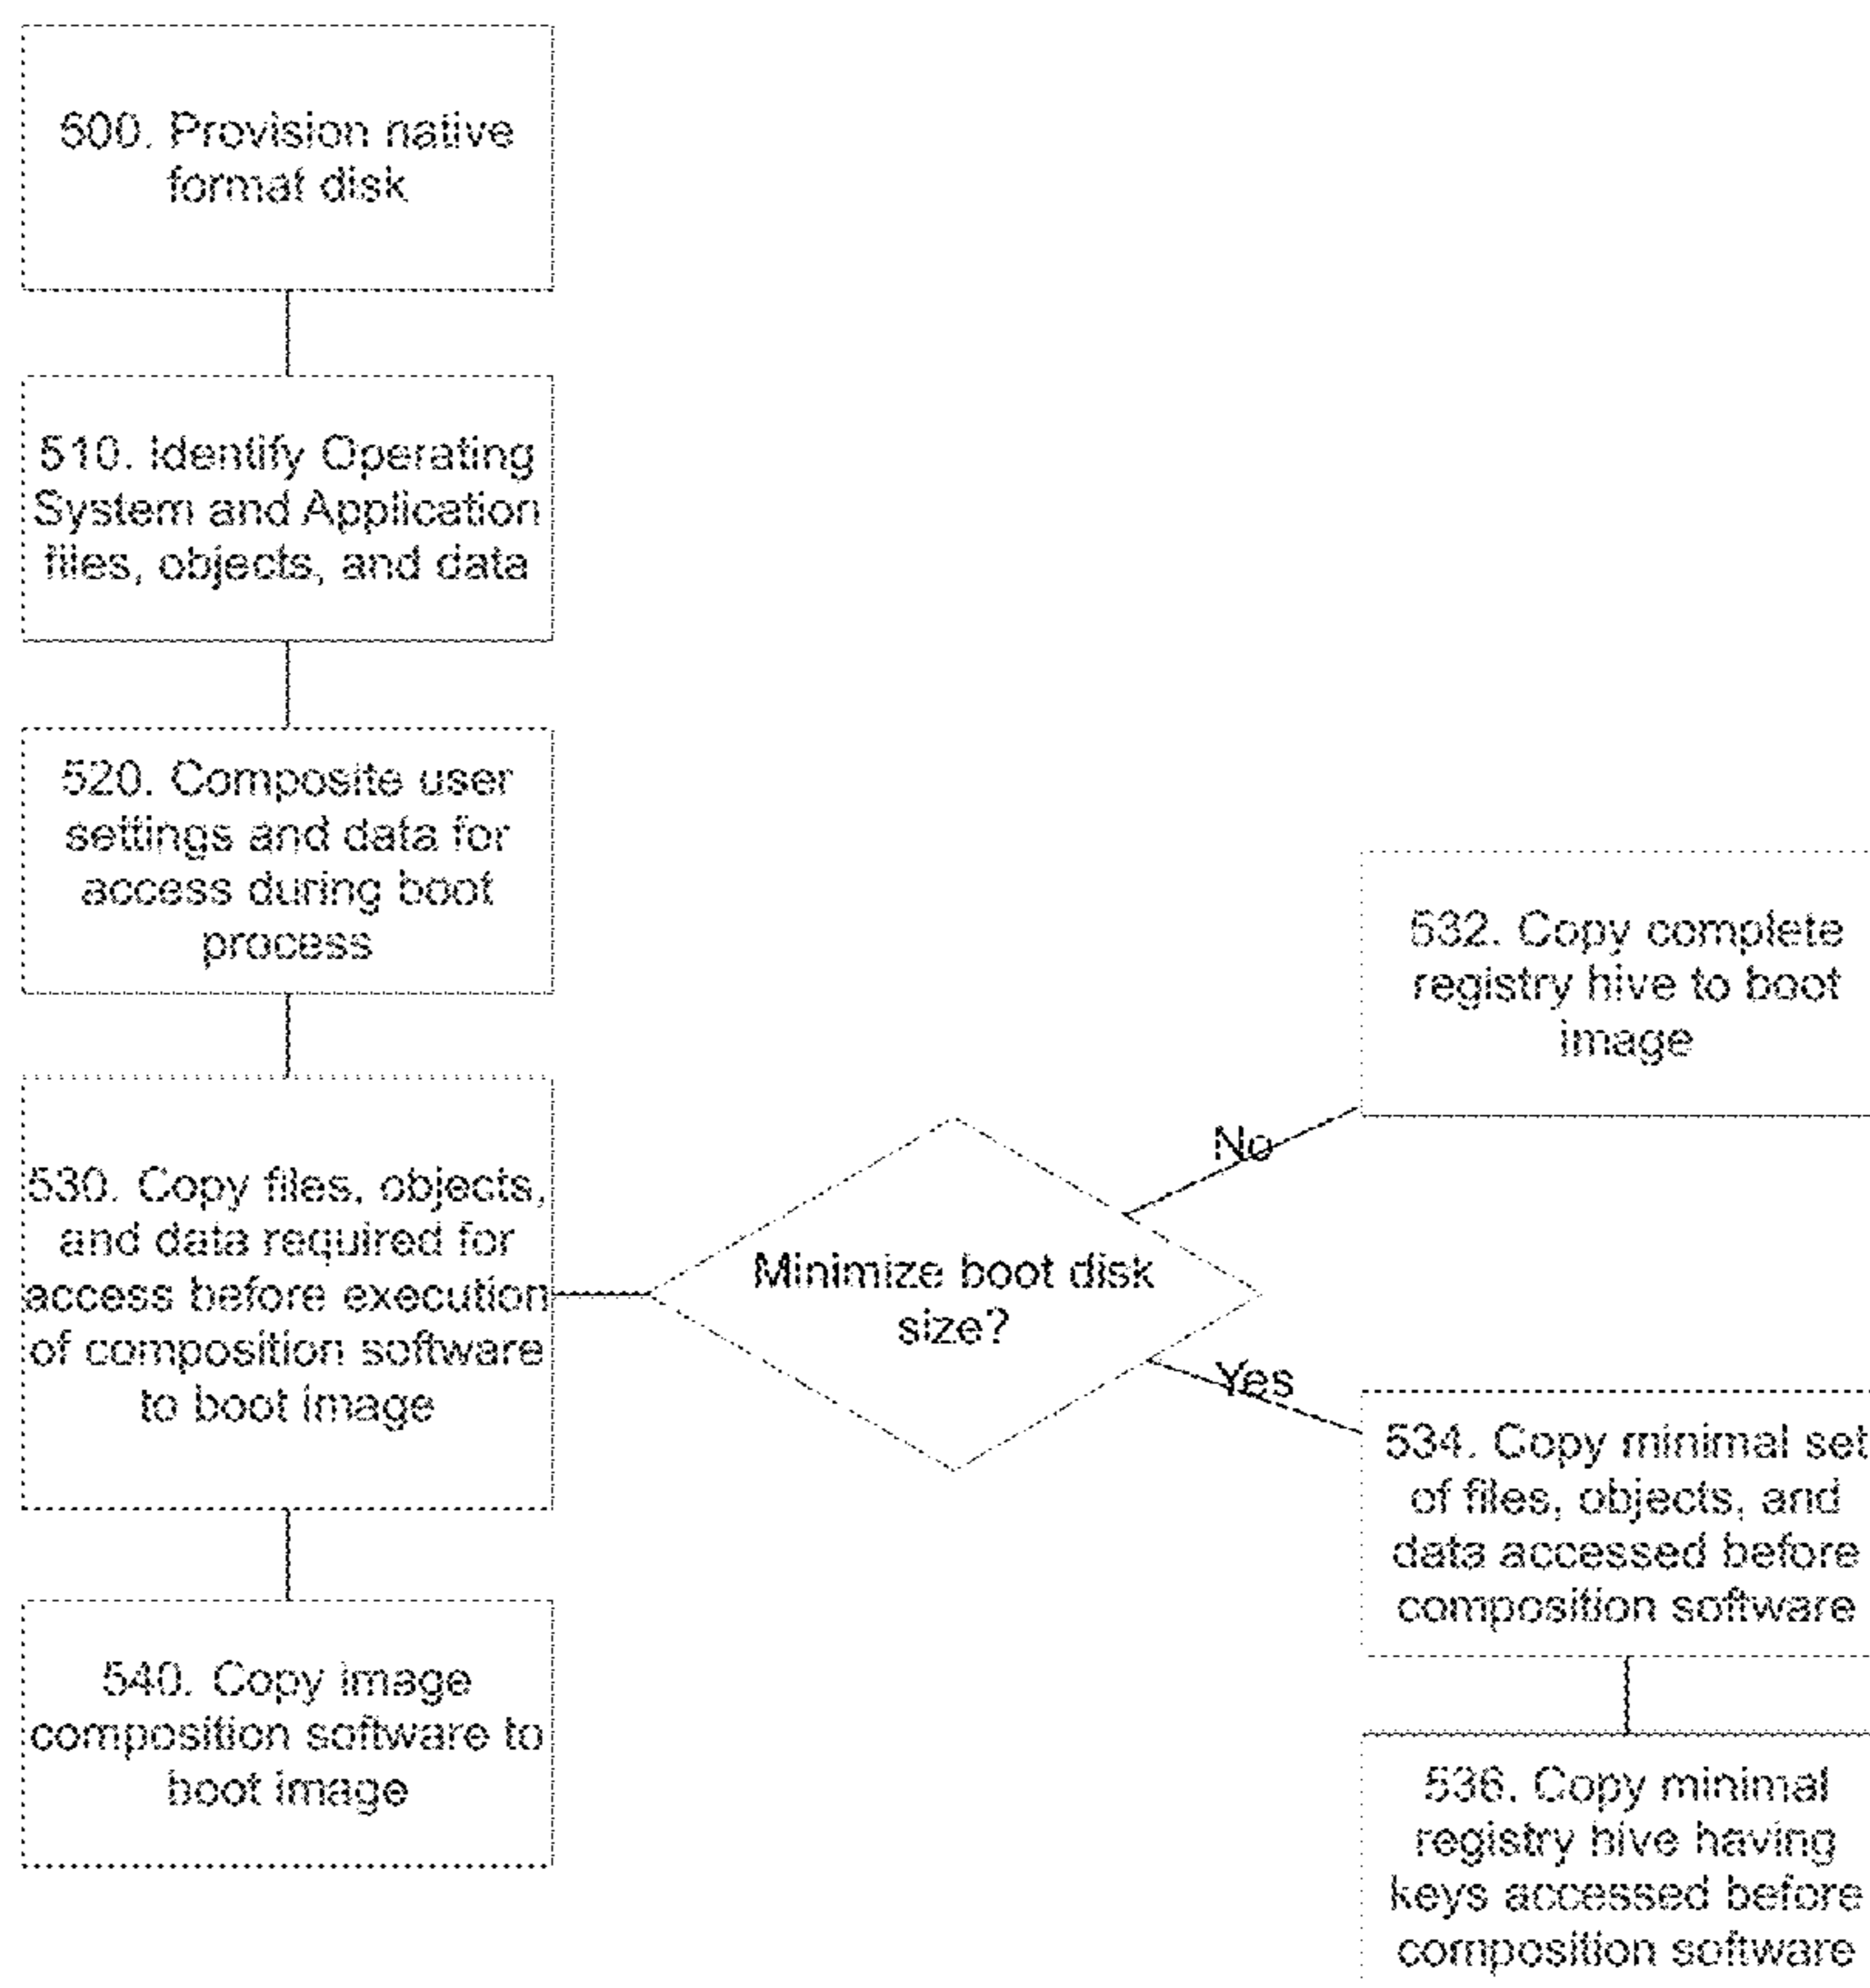 500. Provision native
format disk
510. Identify Operating
System and Application
files, objects, and data
520. Composite user
settings and data for
access during boot
process
530. Copy files, objects,
and data required for
access before execution
of composition software
to boot image
540. Copy image
composition software to
boot image
Minimize boot disk
size?
No
Yes
532. Copy complete
registry hive to boot
image
534. Copy minimal set
of files, objects, and
data accessed before
composition software
536. Copy minimal
registry hive having
keys accessed before
composition software